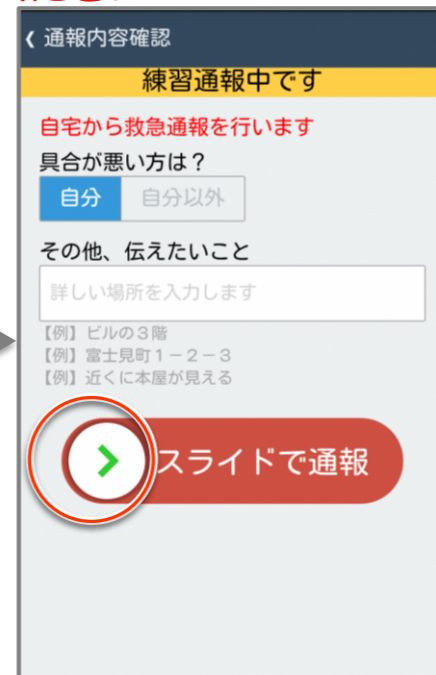 通報内容確認
練習通報中です
自宅から救急通報を行います
具合が悪い方は？
自分 自分以外
その他、伝えたいこと
詳しい場所を入力します
【例】ビルの３階
【例】富士見町１－２－３
【例】近くに本屋が見える
スライドで通報